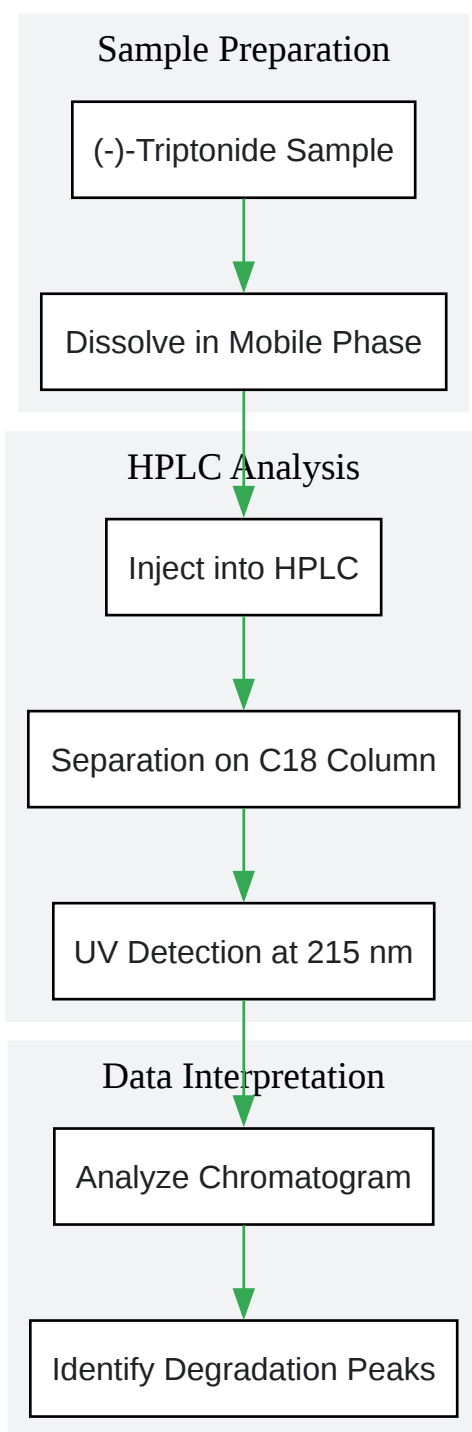 Sample Preparation
(-)-Triptonide Sample
Dissolve in Mobile Phase
HPLC Analysis
Inject into HPLC
Separation on C18 Column
UV Detection at 215 nm
Data Interpretation
Analyze Chromatogram
Identify Degradation Peaks